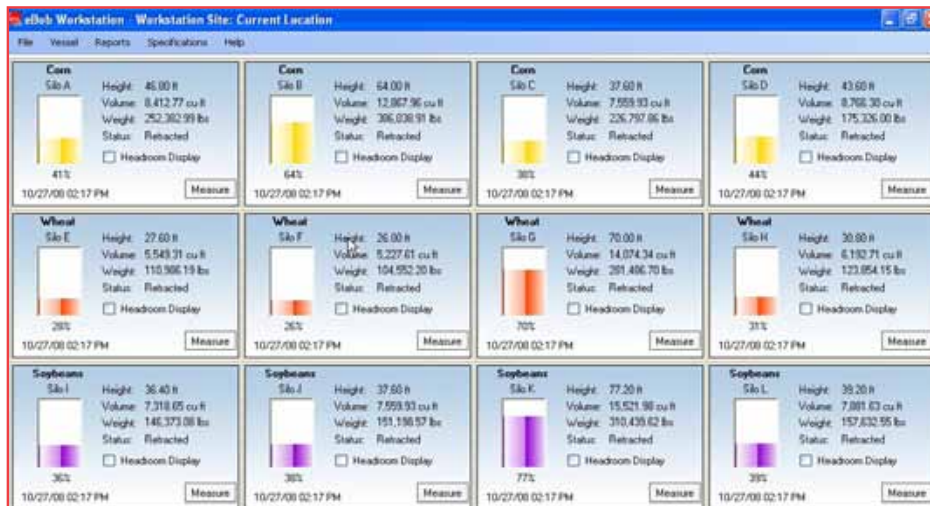 eBob Workstation - Workstation Site: Current Location
File Vessel Reports Specifications Help
Corn
Silo A
Height: 46.00 ft
Volume: 8,412.77 cu ft
Weight: 252,382.99 lbs
Status: Retracted
Headroom Display
41%
10/27/08 02:17 PM
Measure
Corn
Silo B
Height: 64.00 ft
Volume: 12,867.96 cu ft
Weight: 386,038.91 lbs
Status: Retracted
Headroom Display
64%
10/27/08 02:17 PM
Measure
Corn
Silo C
Height: 37.60 ft
Volume: 7,559.93 cu ft
Weight: 226,797.86 lbs
Status: Retracted
Headroom Display
38%
10/27/08 02:17 PM
Measure
Corn
Silo D
Height: 43.60 ft
Volume: 8,766.30 cu ft
Weight: 175,326.00 lbs
Status: Retracted
Headroom Display
44%
10/27/08 02:17 PM
Measure
Wheat
Silo E
Height: 27.60 ft
Volume: 5,549.31 cu ft
Weight: 110,986.19 lbs
Status: Retracted
Headroom Display
28%
10/27/08 02:17 PM
Measure
Wheat
Silo F
Height: 26.00 ft
Volume: 5,227.61 cu ft
Weight: 104,552.20 lbs
Status: Retracted
Headroom Display
26%
10/27/08 02:17 PM
Measure
Wheat
Silo G
Height: 70.00 ft
Volume: 14,074.34 cu ft
Weight: 281,486.70 lbs
Status: Retracted
Headroom Display
70%
10/27/08 02:17 PM
Measure
Wheat
Silo H
Height: 30.80 ft
Volume: 6,192.71 cu ft
Weight: 123,854.15 lbs
Status: Retracted
Headroom Display
31%
10/27/08 02:17 PM
Measure
Soybeans
Silo I
Height: 36.40 ft
Volume: 7,318.65 cu ft
Weight: 146,373.08 lbs
Status: Retracted
Headroom Display
36%
10/27/08 02:17 PM
Measure
Soybeans
Silo J
Height: 37.60 ft
Volume: 7,559.93 cu ft
Weight: 151,198.57 lbs
Status: Retracted
Headroom Display
38%
10/27/08 02:17 PM
Measure
Soybeans
Silo K
Height: 77.20 ft
Volume: 15,521.98 cu ft
Weight: 310,439.62 lbs
Status: Retracted
Headroom Display
77%
10/27/08 02:17 PM
Measure
Soybeans
Silo L
Height: 39.20 ft
Volume: 7,881.63 cu ft
Weight: 157,632.55 lbs
Status: Retracted
Headroom Display
39%
10/27/08 02:17 PM
Measure